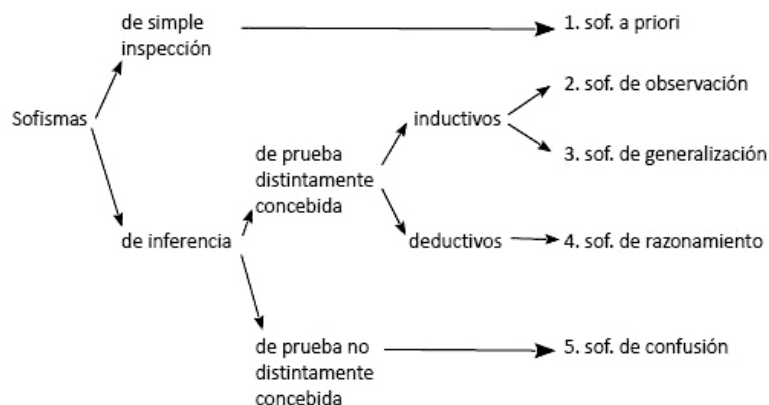 de simple
inspección
1. sof. a priori
Sofismas
2. sof. de observación
inductivos
3. sof. de generalización
de prueba
distintamente
concebida
de inferencia
deductivos
4. sof. de razonamiento
de prueba no
distintamente
concebida
5. sof. de confusión